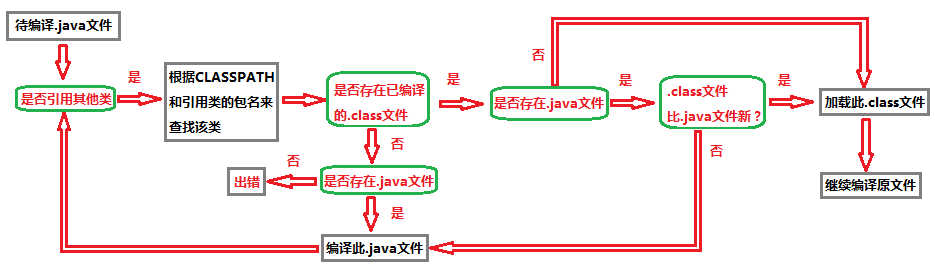 待编译.java文件
是否引用其他类
是
根据CLASSPATH
和引用类的包名来
查找该类
是否存在已编译
的.class文件
是
是否存在.java文件
否
是
.class文件
比.java文件新？
是
加载此.class文件
继续编译原文件
否
否
是否存在.java文件
否
出错
是
编译此.java文件